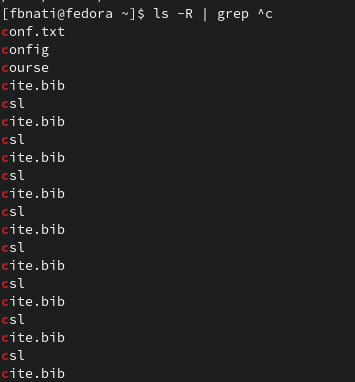 [fbnati@fedora ~]$ ls -R | grep ^c
conf.txt
config
course
cite.bib
csl
cite.bib
csl
cite.bib
csl
cite.bib
csl
cite.bib
csl
cite.bib
csl
cite.bib
csl
cite.bib
csl
cite.bib